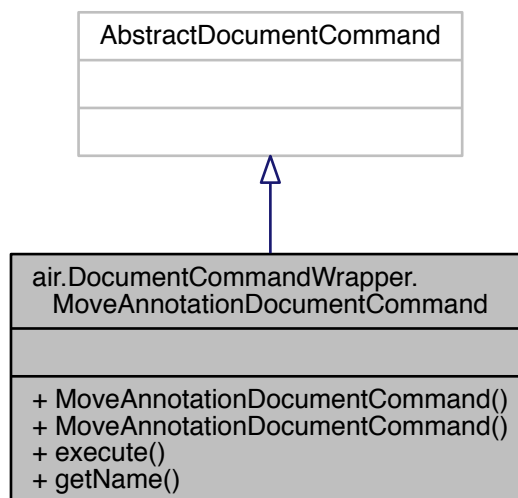 AbstractDocumentCommand
air.DocumentCommandWrapper.
MoveAnnotationDocumentCommand
+ MoveAnnotationDocumentCommand()
+ MoveAnnotationDocumentCommand()
+ execute()
+ getName()